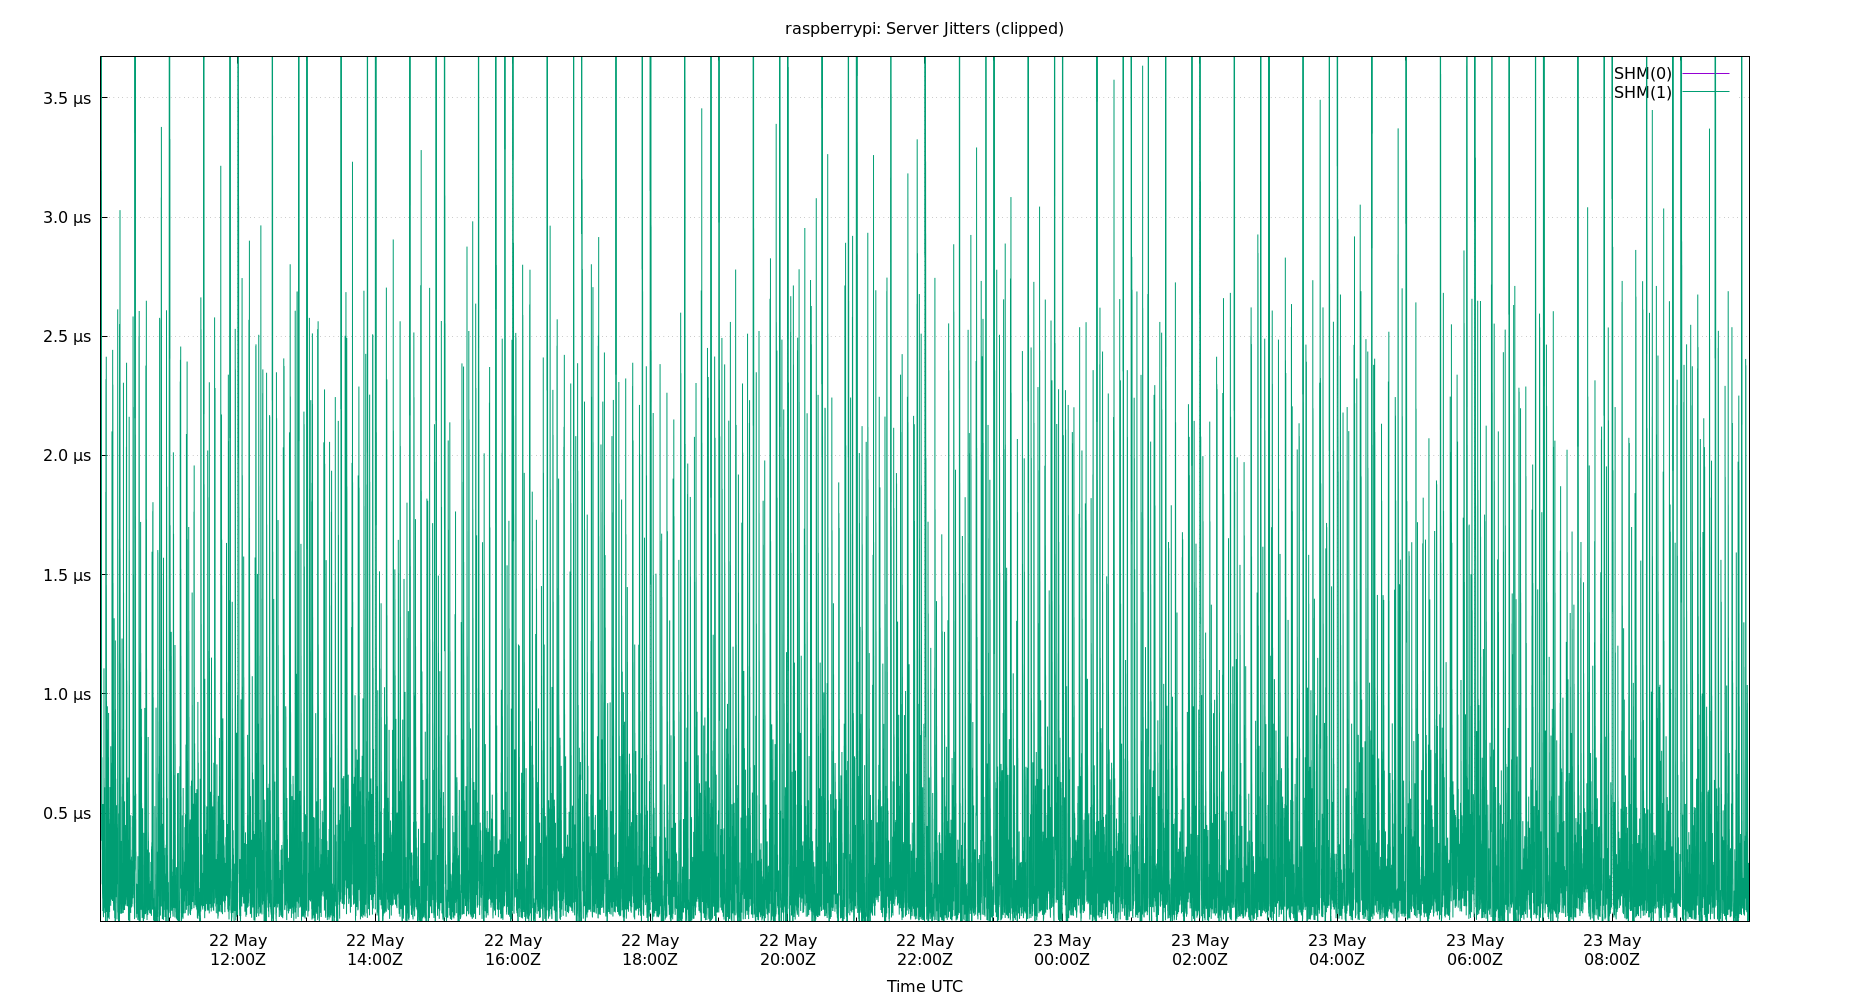 raspberrypi: Server Jitters (clipped)
SHM(0)
SHM(1)
3.5 µs
3.0 µs
2.5 µs
2.0 µs
1.5 µs
1.0 µs
0.5 µs
22 May 22 May 22 May 22 May 22 May 22 May 23 May 23 May 23 May 23 May 23 May
12:00Z 14:00Z 16:00Z 18:00Z 20:00Z 22:00Z 00:00Z 02:00Z 04:00Z 06:00Z 08:00Z
Time UTC